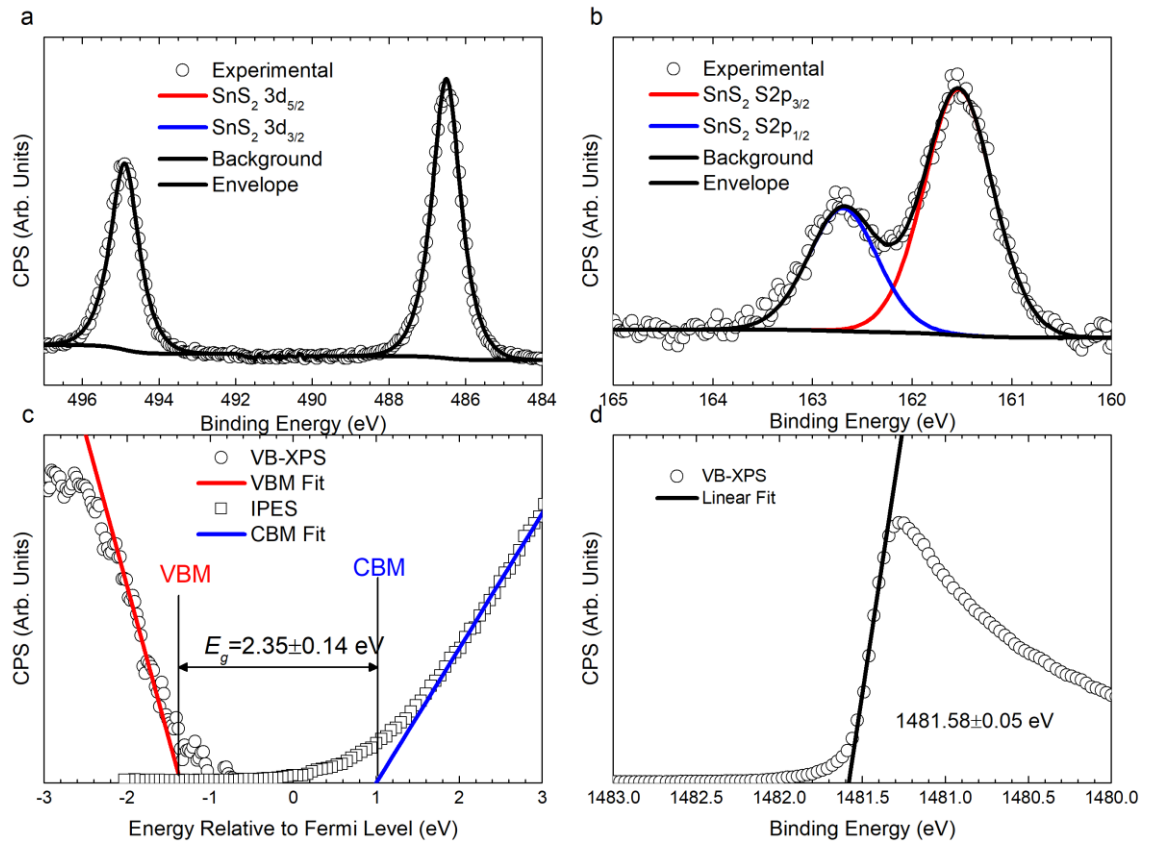 a
Experimental
SnS₂ 3d₅/₂
SnS₂ 3d₃/₂
Background
Envelope
CPS (Arb. Units)
496 494 492 490 488 486 484
Binding Energy (eV)
b
Experimental
SnS₂ S2p₃/₂
SnS₂ S2p₁/₂
Background
Envelope
CPS (Arb. Units)
165 164 163 162 161 160
Binding Energy (eV)
c
VB-XPS
VBM Fit
IPES
CBM Fit
VBM
CBM
E_g=2.35±0.14 eV
CPS (Arb. Units)
-3 -2 -1 0 1 2 3
Energy Relative to Fermi Level (eV)
d
VB-XPS
Linear Fit
1481.58±0.05 eV
CPS (Arb. Units)
1483.0 1482.5 1482.0 1481.5 1481.0 1480.5 1480.0
Binding Energy (eV)